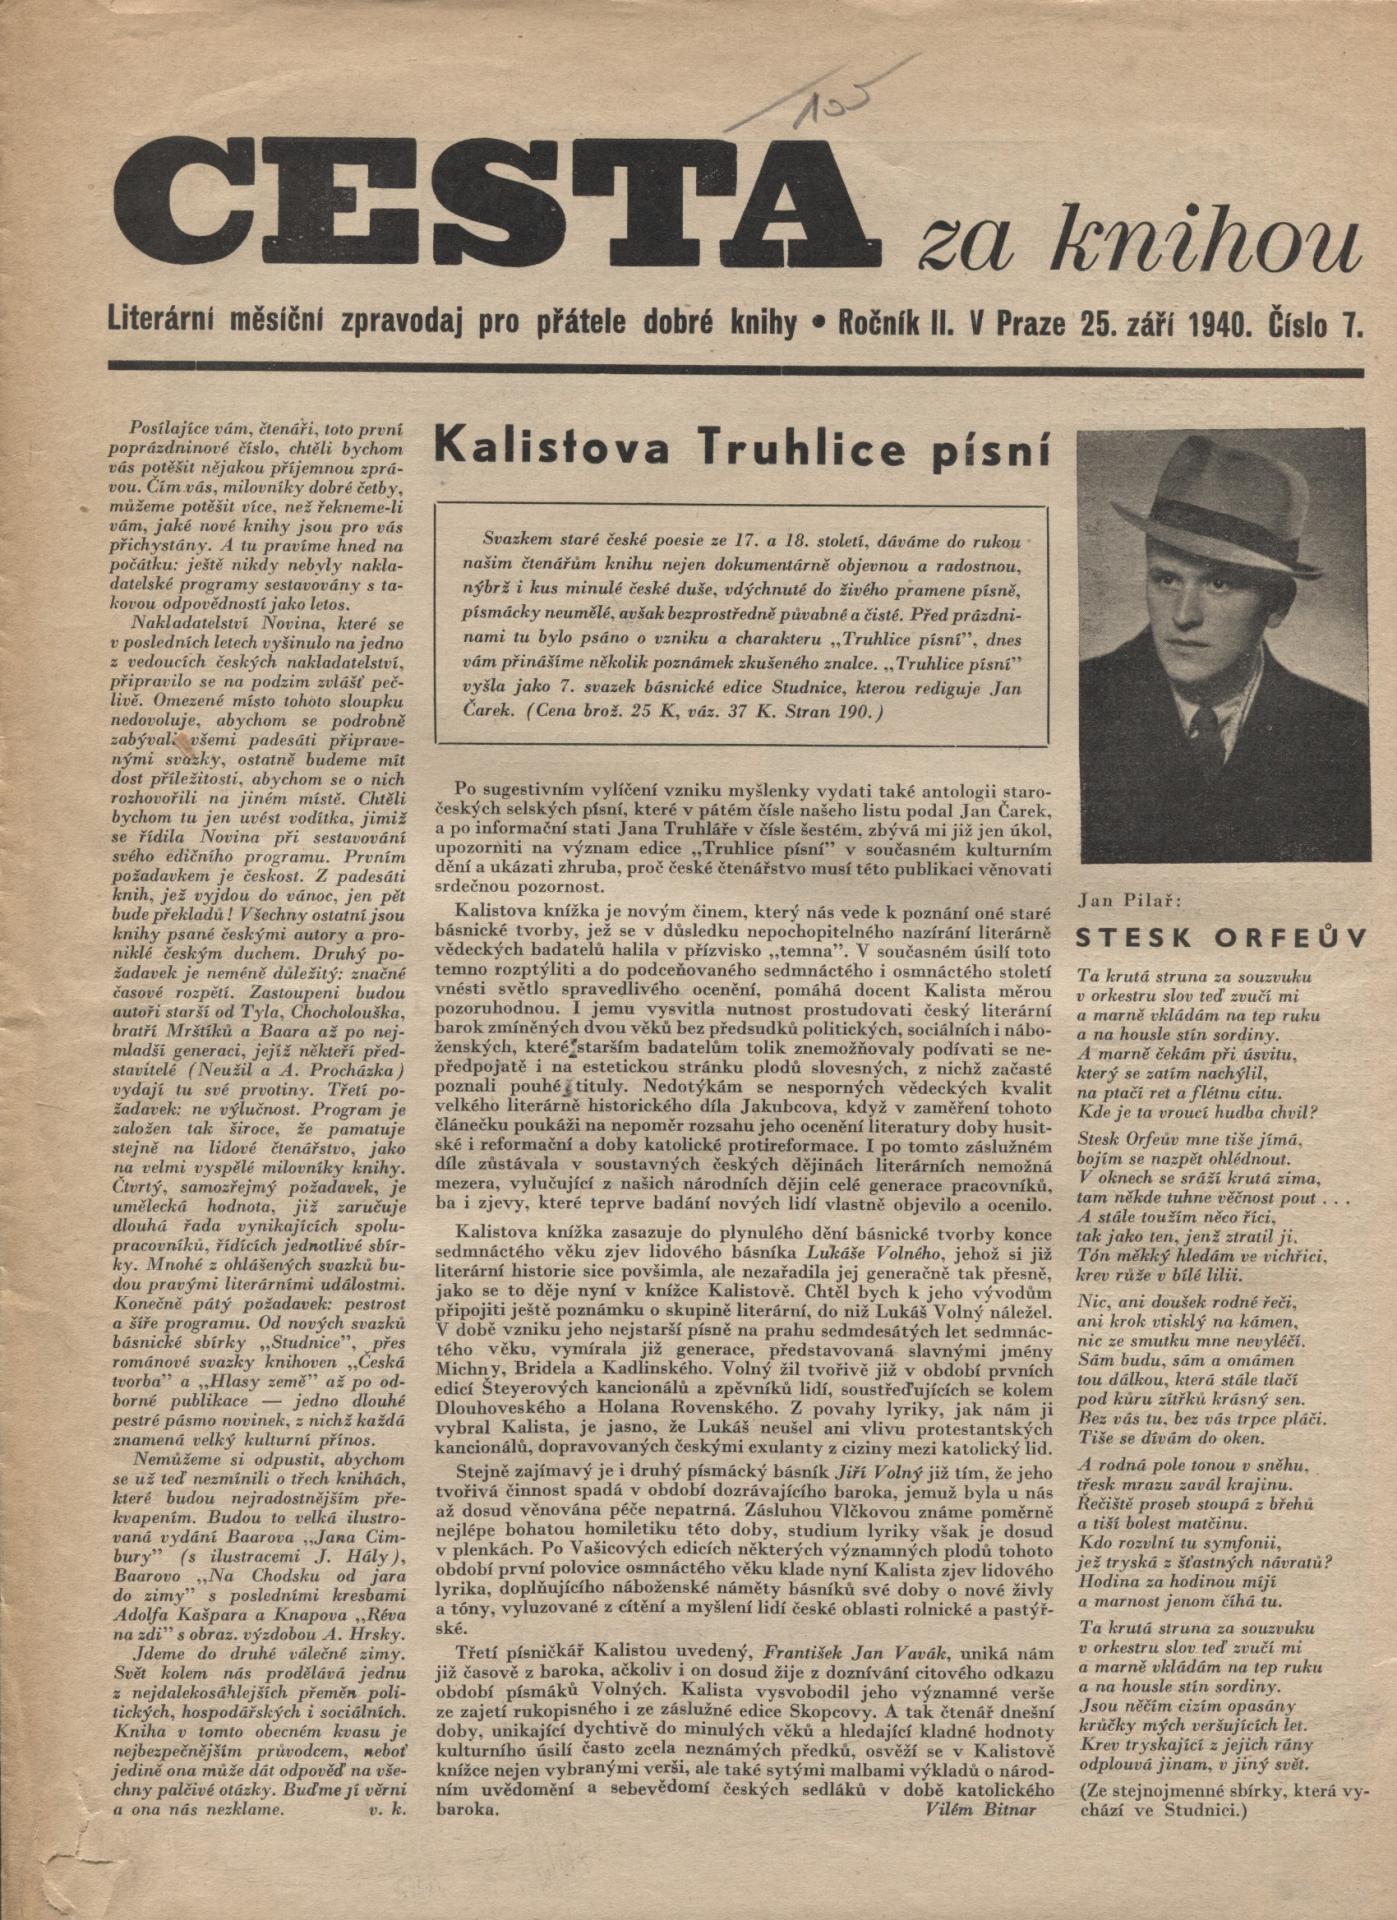 105
CESTA za knihou
Literární měsíční zpravodaj pro přátele dobré knihy • Ročník II. V Praze 25. září 1940. Číslo 7.
Posílajíce vám, čtenáři, toto první
poprázdninové číslo, chtěli bychom
vás potěšit nějakou příjemnou zprá-
vou. Čím vás, milovníky dobré četby,
můžeme potěšit více, než řekneme-li
vám, jaké nové knihy jsou pro vás
přichystány. A tu pravíme hned na
počátku: ještě nikdy nebyly nakla-
datelské programy sestavovány s ta-
kovou odpovědností jako letos.
Nakladatelství Novina, které se
v posledních letech vyšinulo na jedno
z vedoucích českých nakladatelství,
připravilo se na podzim zvlášť peč-
livě. Omezené místo tohoto sloupku
nedovoluje, abychom se podrobně
zabývali všemi padesáti připrave-
nými svazky, ostatně budeme mít
dost příležitosti, abychom se o nich
rozhovořili na jiném místě. Chtěli
bychom tu jen uvést vodítka, jimiž
se řídila Novina při sestavování
svého edičního programu. Prvním
požadavkem je českost. Z padesáti
knih, jež vyjdou do vánoc, jen pět
bude překladů! Všechny ostatní jsou
knihy psané českými autory a pro-
niklé českým duchem. Druhý po-
žadavek je neméně důležitý: značné
časové rozpětí. Zastoupeni budou
autoři starší od Tyla, Chocholouška,
bratří Mrštíků a Baara až po nej-
mladší generaci, jejíž někteří před-
stavitelé (Neužil a A. Procházka)
vydají tu své prvotiny. Třetí po-
žadavek: ne výlučnost. Program je
založen tak široce, že pamatuje
stejně na lidové čtenářstvo, jako
na velmi vyspělé milovníky knihy.
Čtvrtý, samozřejmý požadavek, je
umělecká hodnota, již zaručuje
dlouhá řada vynikajících spolu-
pracovníků, řídících jednotlivé sbír-
ky. Mnohé z ohlášených svazků bu-
dou pravými literárními událostmi.
Konečně pátý požadavek: pestrost
a šíře programu. Od nových svazků
básnické sbírky „Studnice”, přes
románové svazky knihoven „Česká
tvorba” a „Hlasy země” až po od-
borné publikace — jedno dlouhé
pestré pásmo novinek, z nichž každá
znamená velký kulturní přínos.
Nemůžeme si odpustit, abychom
se už teď nezmínili o třech knihách,
které budou nejradostnějším pře-
kvapením. Budou to velká ilustro-
vaná vydání Baarova „Jana Cim-
bury” (s ilustracemi J. Hály),
Baarovo „Na Chodsku od jara
do zimy” s posledními kresbami
Adolfa Kašpara a Knapova „Réva
na zdi” s obraz. výzdobou A. Hrsky.
Jdeme do druhé válečné zimy.
Svět kolem nás prodělává jednu
z nejdalekosáhlejších přeměn poli-
tických, hospodářských i sociálních.
Kniha v tomto obecném kvasu je
nejbezpečnějším průvodcem, neboť
jedině ona může dát odpověď na vše-
chny palčivé otázky. Buďme jí věrni
a ona nás nezklame. v. k.
Kalistova Truhlice písní
Svazkem staré české poesie ze 17. a 18. století, dáváme do rukou
našim čtenářům knihu nejen dokumentárně objevnou a radostnou,
nýbrž i kus minulé české duše, vdýchnuté do živého pramene písně,
písmácky neumělé, avšak bezprostředně půvabné a čisté. Před prázdni-
nami tu bylo psáno o vzniku a charakteru „Truhlice písní”, dnes
vám přinášíme několik poznámek zkušeného znalce. „Truhlice písní”
vyšla jako 7. svazek básnické edice Studnice, kterou rediguje Jan
Čarek. (Cena brož. 25 K, váz. 37 K. Stran 190.)
Po sugestivním vylíčení vzniku myšlenky vydati také antologii staro-
českých selských písní, které v pátém čísle našeho listu podal Jan Čarek,
a po informační stati Jana Truhláře v čísle šestém, zbývá mi již jen úkol,
upozorniti na význam edice „Truhlice písní” v současném kulturním
dění a ukázati zhruba, proč české čtenářstvo musí této publikaci věnovati
srdečnou pozornost.
Kalistova knížka je novým činem, který nás vede k poznání oné staré
básnické tvorby, jež se v důsledku nepochopitelného nazírání literárně
vědeckých badatelů halila v přízvisko „temna”. V současném úsilí toto
temno rozptýliti a do podceňovaného sedmnáctého i osmnáctého století
vnésti světlo spravedlivého ocenění, pomáhá docent Kalista měrou
pozoruhodnou. I jemu vysvitla nutnost prostudovati český literární
barok zmíněných dvou věků bez předsudků politických, sociálních i nábo-
ženských, které starším badatelům tolik znemožňovaly podívati se ne-
předpojatě i na estetickou stránku plodů slovesných, z nichž začasté
poznali pouhé tituly. Nedotýkám se nesporných vědeckých kvalit
velkého literárně historického díla Jakubcova, když v zaměření tohoto
článečku poukáži na nepoměr rozsahu jeho ocenění literatury doby husit-
ské i reformační a doby katolické protireformace. I po tomto záslužném
díle zůstávala v soustavných českých dějinách literárních nemožná
mezera, vylučující z našich národních dějin celé generace pracovníků,
ba i zjevy, které teprve badání nových lidí vlastně objevilo a ocenilo.
Kalistova knížka zasazuje do plynulého dění básnické tvorby konce
sedmnáctého věku zjev lidového básníka Lukáše Volného, jehož si již
literární historie sice povšimla, ale nezařadila jej generačně tak přesně,
jako se to děje nyní v knížce Kalistově. Chtěl bych k jeho vývodům
připojiti ještě poznámku o skupině literární, do níž Lukáš Volný náležel.
V době vzniku jeho nejstarší písně na prahu sedmdesátých let sedmnác-
tého věku, vymírala již generace, představovaná slavnými jmény
Michny, Bridela a Kadlinského. Volný žil tvořivě již v období prvních
edicí Šteyerových kancionálů a zpěvníků lidí, soustřeďujících se kolem
Dlouhoveského a Holana Rovenského. Z povahy lyriky, jak nám ji
vybral Kalista, je jasno, že Lukáš neušel ani vlivu protestantských
kancionálů, dopravovaných českými exulanty z ciziny mezi katolický lid.
Stejně zajímavý je i druhý písmácký básník Jiří Volný již tím, že jeho
tvořivá činnost spadá v období dozrávajícího baroka, jemuž byla u nás
až dosud věnována péče nepatrná. Zásluhou Vlčkovou známe poměrně
nejlépe bohatou homiletiku této doby, studium lyriky však je dosud
v plenkách. Po Vašicových edicích některých významných plodů tohoto
období první polovice osmnáctého věku klade nyní Kalista zjev lidového
lyrika, doplňujícího náboženské náměty básníků své doby o nové živly
a tóny, vyluzované z cítění a myšlení lidí české oblasti rolnické a pastýř-
ské.
Třetí písničkář Kalistou uvedený, František Jan Vavák, uniká nám
již časově z baroka, ačkoliv i on dosud žije z doznívání citového odkazu
období písmáků Volných. Kalista vysvobodil jeho významné verše
ze zajetí rukopisného i ze záslužné edice Skopcovy. A tak čtenář dnešní
doby, unikající dychtivě do minulých věků a hledající kladné hodnoty
kulturního úsilí často zcela neznámých předků, osvěží se v Kalistově
knížce nejen vybranými verši, ale také sytými malbami výkladů o národ-
ním uvědomění a sebevědomí českých sedláků v době katolického
baroka. Vilém Bitnar
Jan Pilař:
STESK ORFEŮV
Ta krutá struna za souzvuku
v orkestru slov teď zvučí mi
a marně vkládám na tep ruku
a na housle stín sordiny.
A marně čekám při úsvitu,
který se zatím nachýlil,
na ptačí ret a flétnu citu.
Kde je ta vroucí hudba chvil?
Stesk Orfeův mne tiše jímá,
bojím se nazpět ohlédnout.
V oknech se sráží krutá zima,
tam někde tuhne věčnost pout . . .
A stále toužím něco říci,
tak jako ten, jenž ztratil ji.
Tón měkký hledám ve vichřici,
krev růže v bílé lilii.
Nic, ani doušek rodné řeči,
ani krok vtisklý na kámen,
nic ze smutku mne nevyléčí.
Sám budu, sám a omámen
tou dálkou, která stále tlačí
pod kůru zítřků krásný sen.
Bez vás tu, bez vás trpce pláči.
Tiše se dívám do oken.
A rodná pole tonou v sněhu,
třesk mrazu zavál krajinu.
Řečiště proseb stoupá z břehů
a tiší bolest matčinu.
Kdo rozvlní tu symfonii,
jež tryská z šťastných návratů?
Hodina za hodinou míjí
a marnost jenom číhá tu.
Ta krutá struna za souzvuku
v orkestru slov teď zvučí mi
a marně vkládám na tep ruku
a na housle stín sordiny.
Jsou něčím cizím opasány
krůčky mých veršujících let.
Krev tryskající z jejich rány
odplouvá jinam, v jiný svět.
(Ze stejnojmenné sbírky, která vy-
chází ve Studnici.)